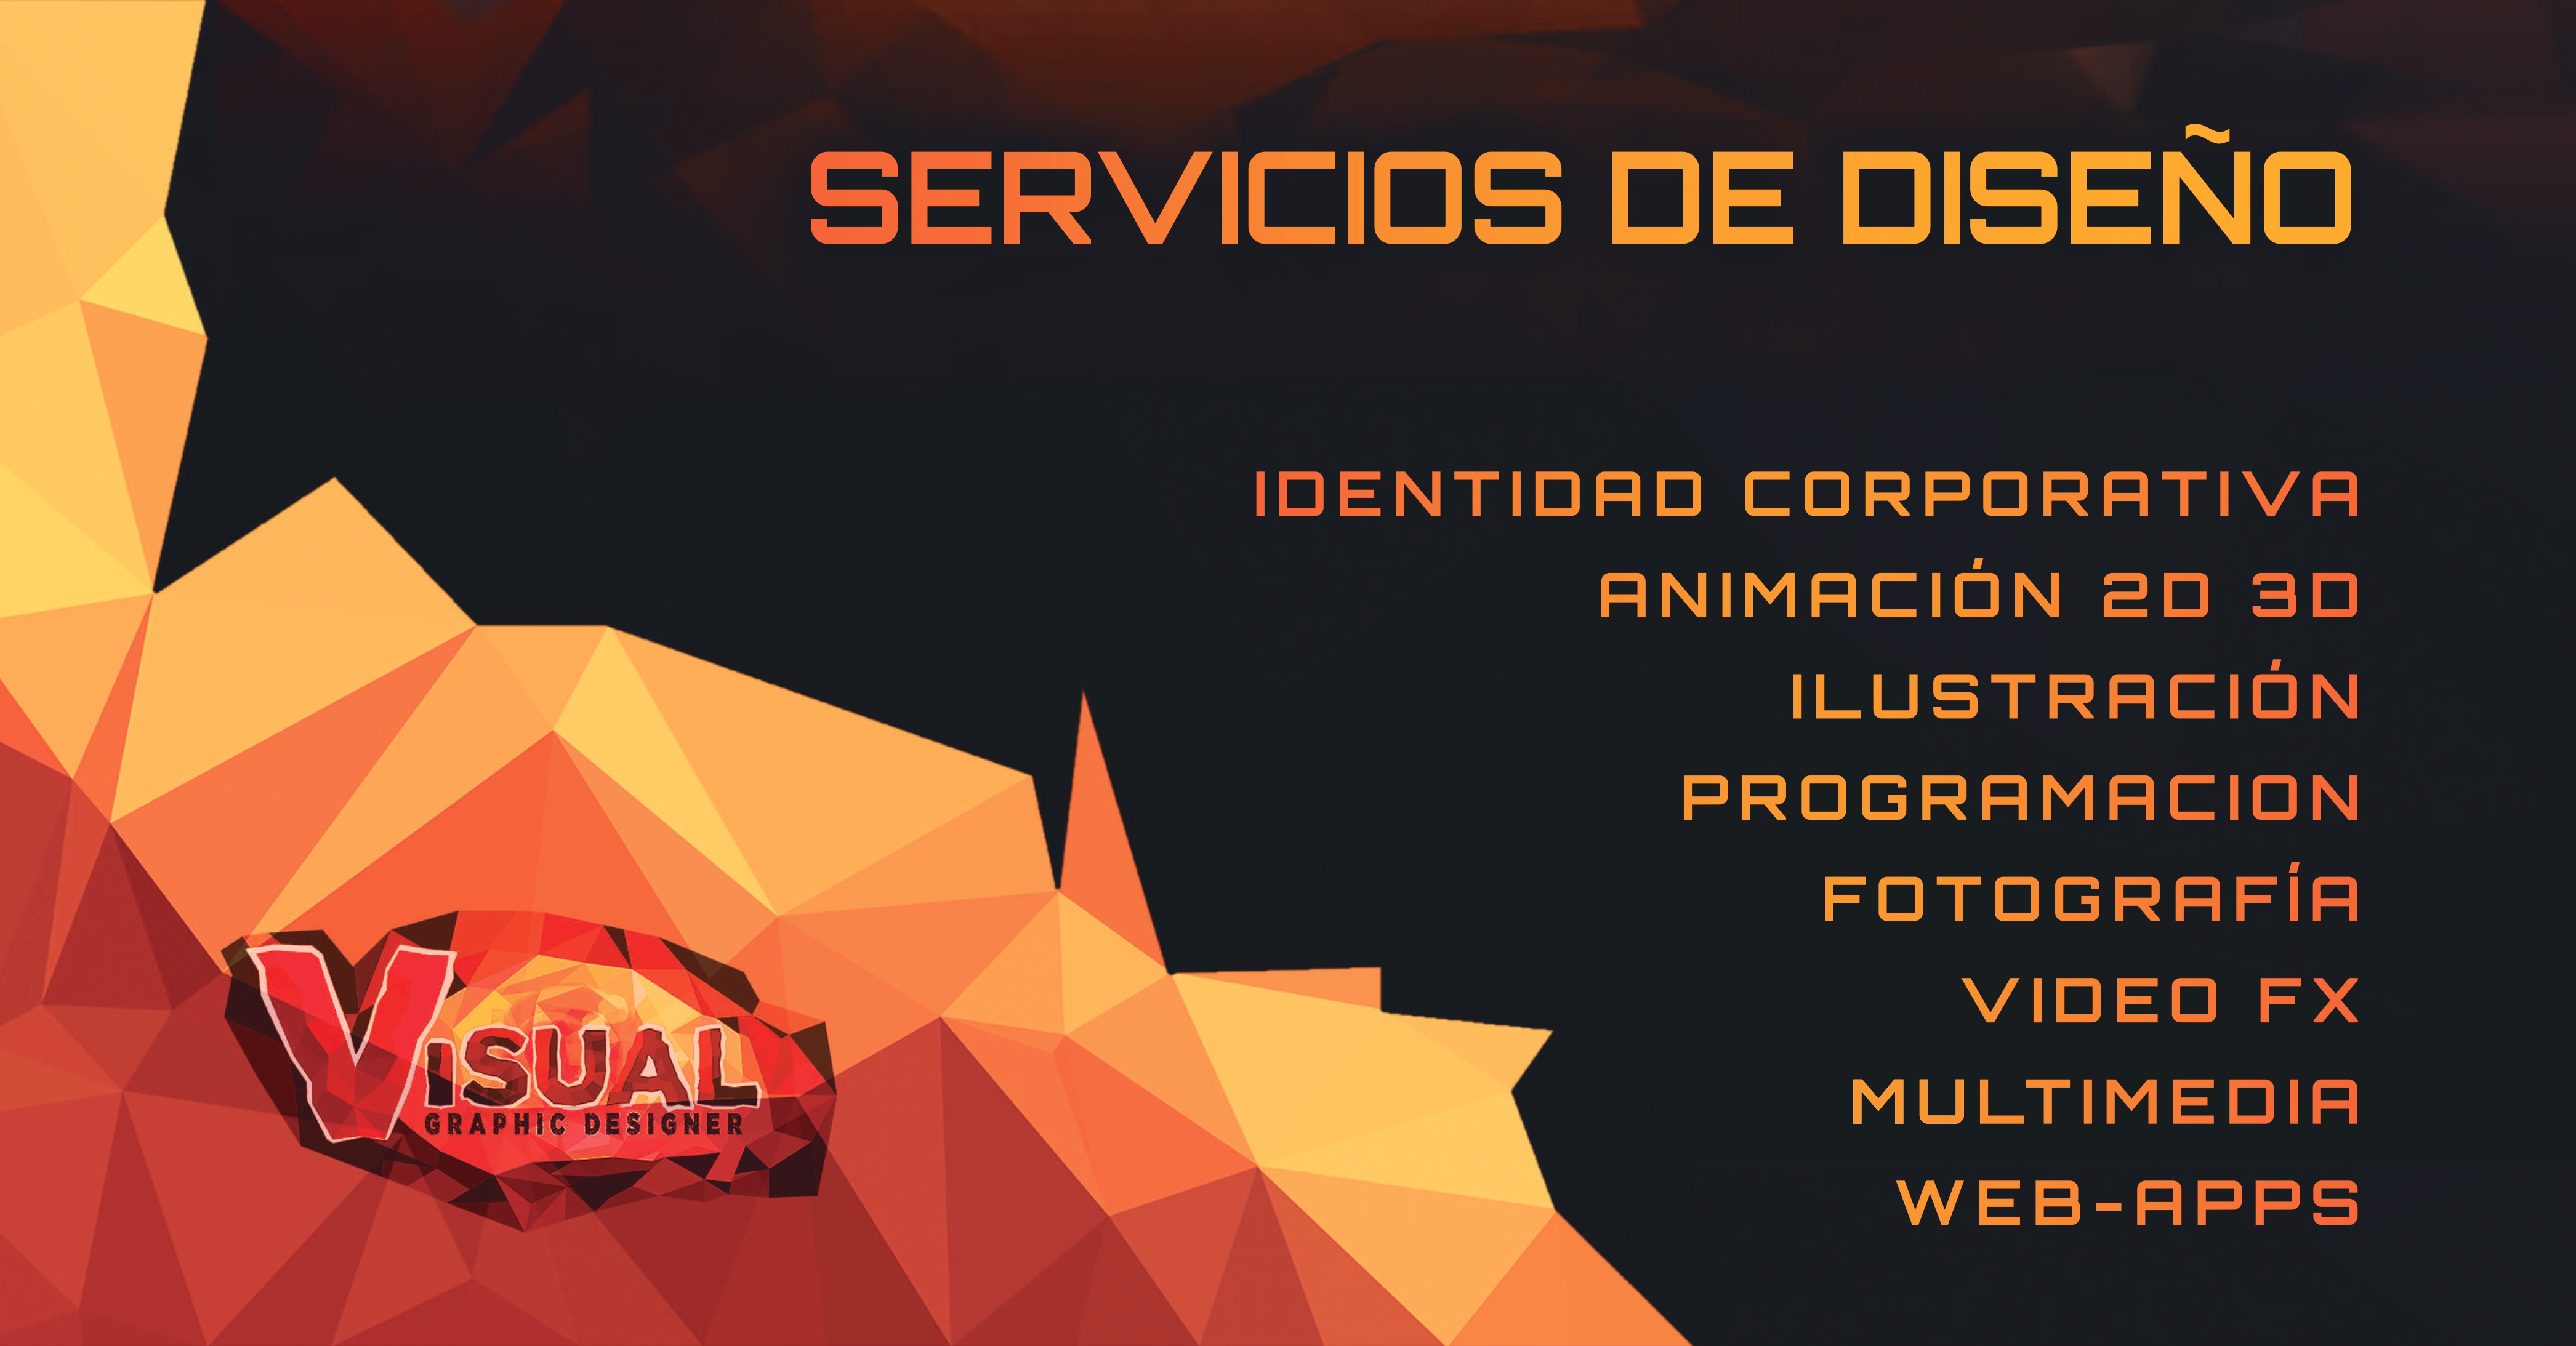 SERVICIOS DE DISEÑO
IDENTIDAD CORPORATIVA
ANIMACIÓN 2D 3D
ILUSTRACIÓN
PROGRAMACION
FOTOGRAFÍA
VIDEO FX
MULTIMEDIA
WEB-APPS
VISUAL
GRAPHIC DESIGNER